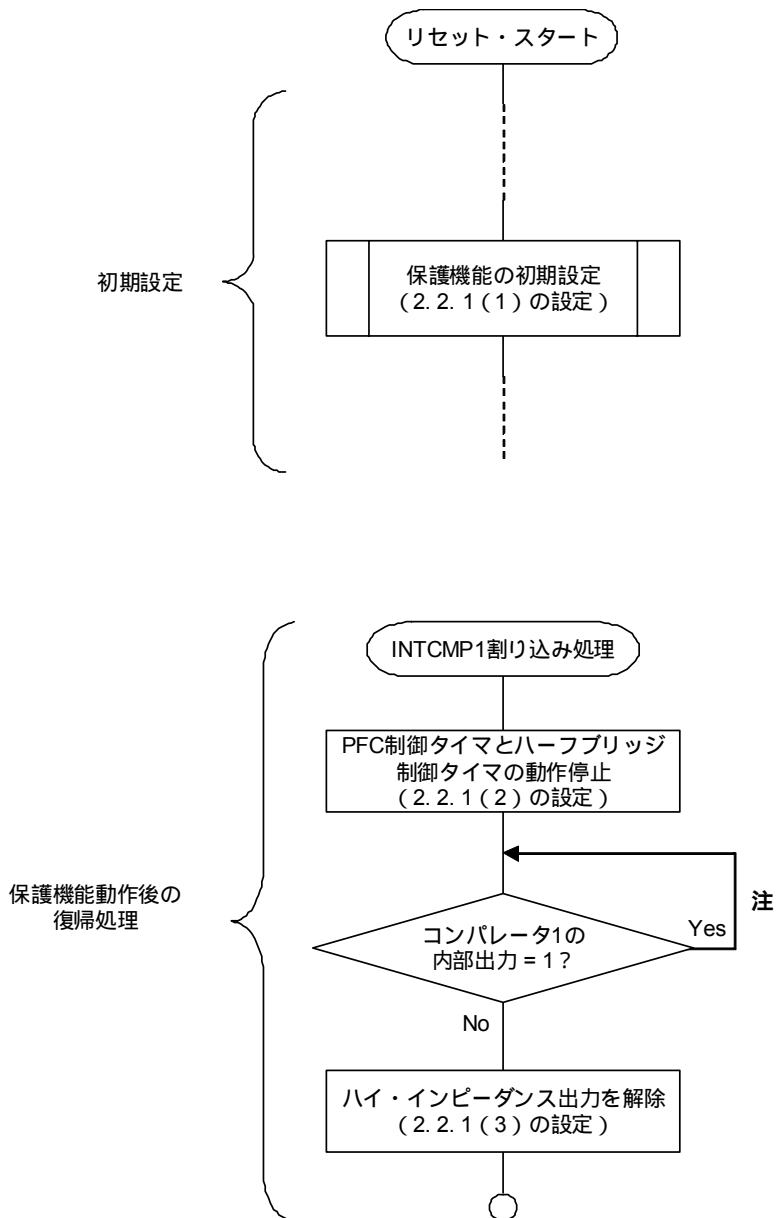 リセット・スタート
初期設定
保護機能の初期設定
（2. 2. 1（1）の設定）
INTCMP1割り込み処理
PFC制御タイマとハーフブリッジ
制御タイマの動作停止
（2. 2. 1（2）の設定）
保護機能動作後の
復帰処理
注
Yes
コンパレータ1の
内部出力 = 1？
No
ハイ・インピーダンス出力を解除
（2. 2. 1（3）の設定）